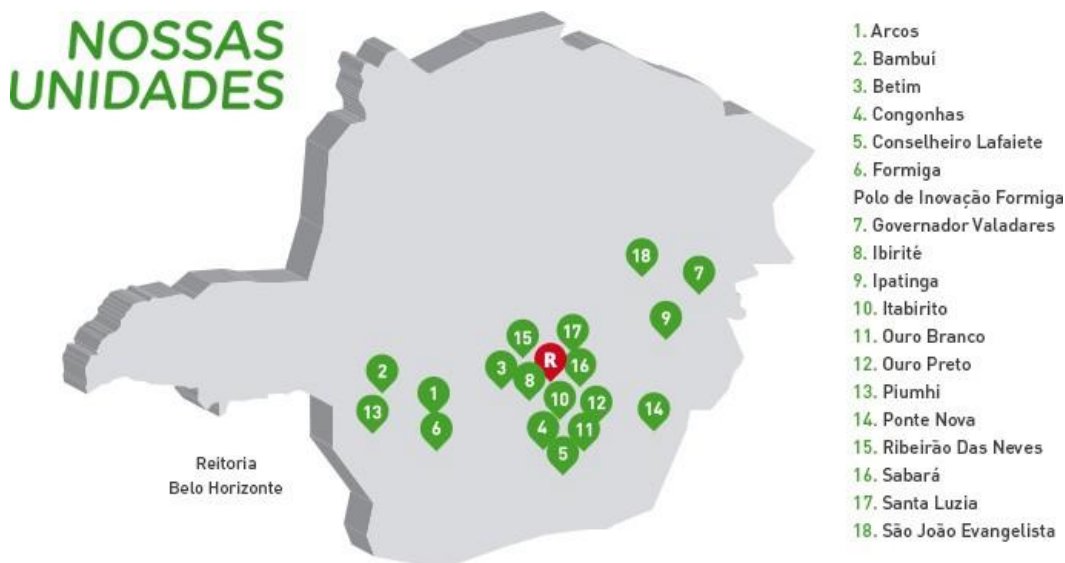 NOSSAS
UNIDADES
1. Arcos
2. Bambuí
3. Betim
4. Congonhas
5. Conselheiro Lafaiete
6. Formiga
Polo de Inovação Formiga
7. Governador Valadares
8. Ibirité
9. Ipatinga
10. Itabirito
11. Ouro Branco
12. Ouro Preto
13. Piumhi
14. Ponte Nova
15. Ribeirão Das Neves
16. Sabará
17. Santa Luzia
18. São João Evangelista
18
7
9
17
15
R
16
3
2
8
1
10
12
13
14
6
4
11
5
Reitoria
Belo Horizonte